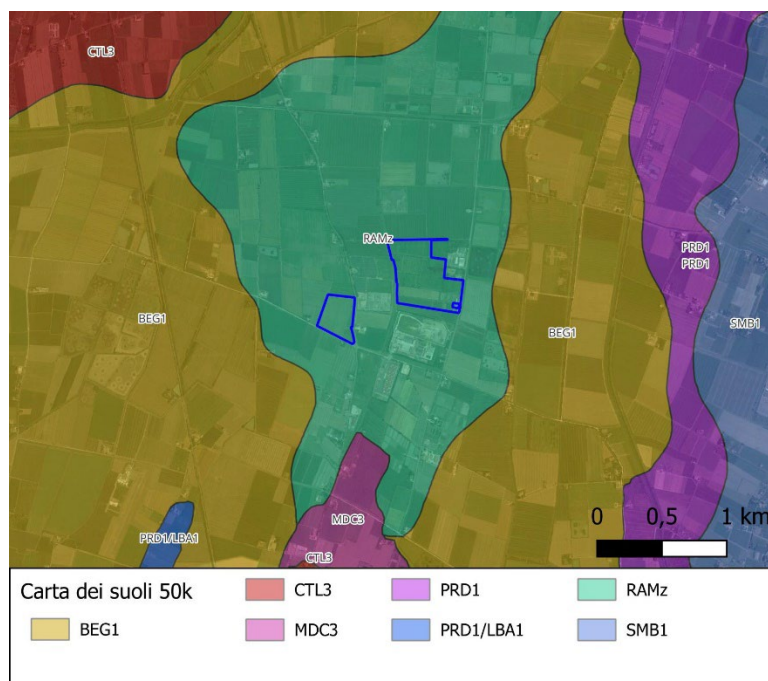 CTL3
RAMz
PRD1
PRD1
BEG1
BEG1
SMB1
MDC3
PRD1/LBA1
CTL3
0 0,5 1 km
Carta dei suoli 50k
CTL3 PRD1 RAMz
BEG1 MDC3 PRD1/LBA1 SMB1